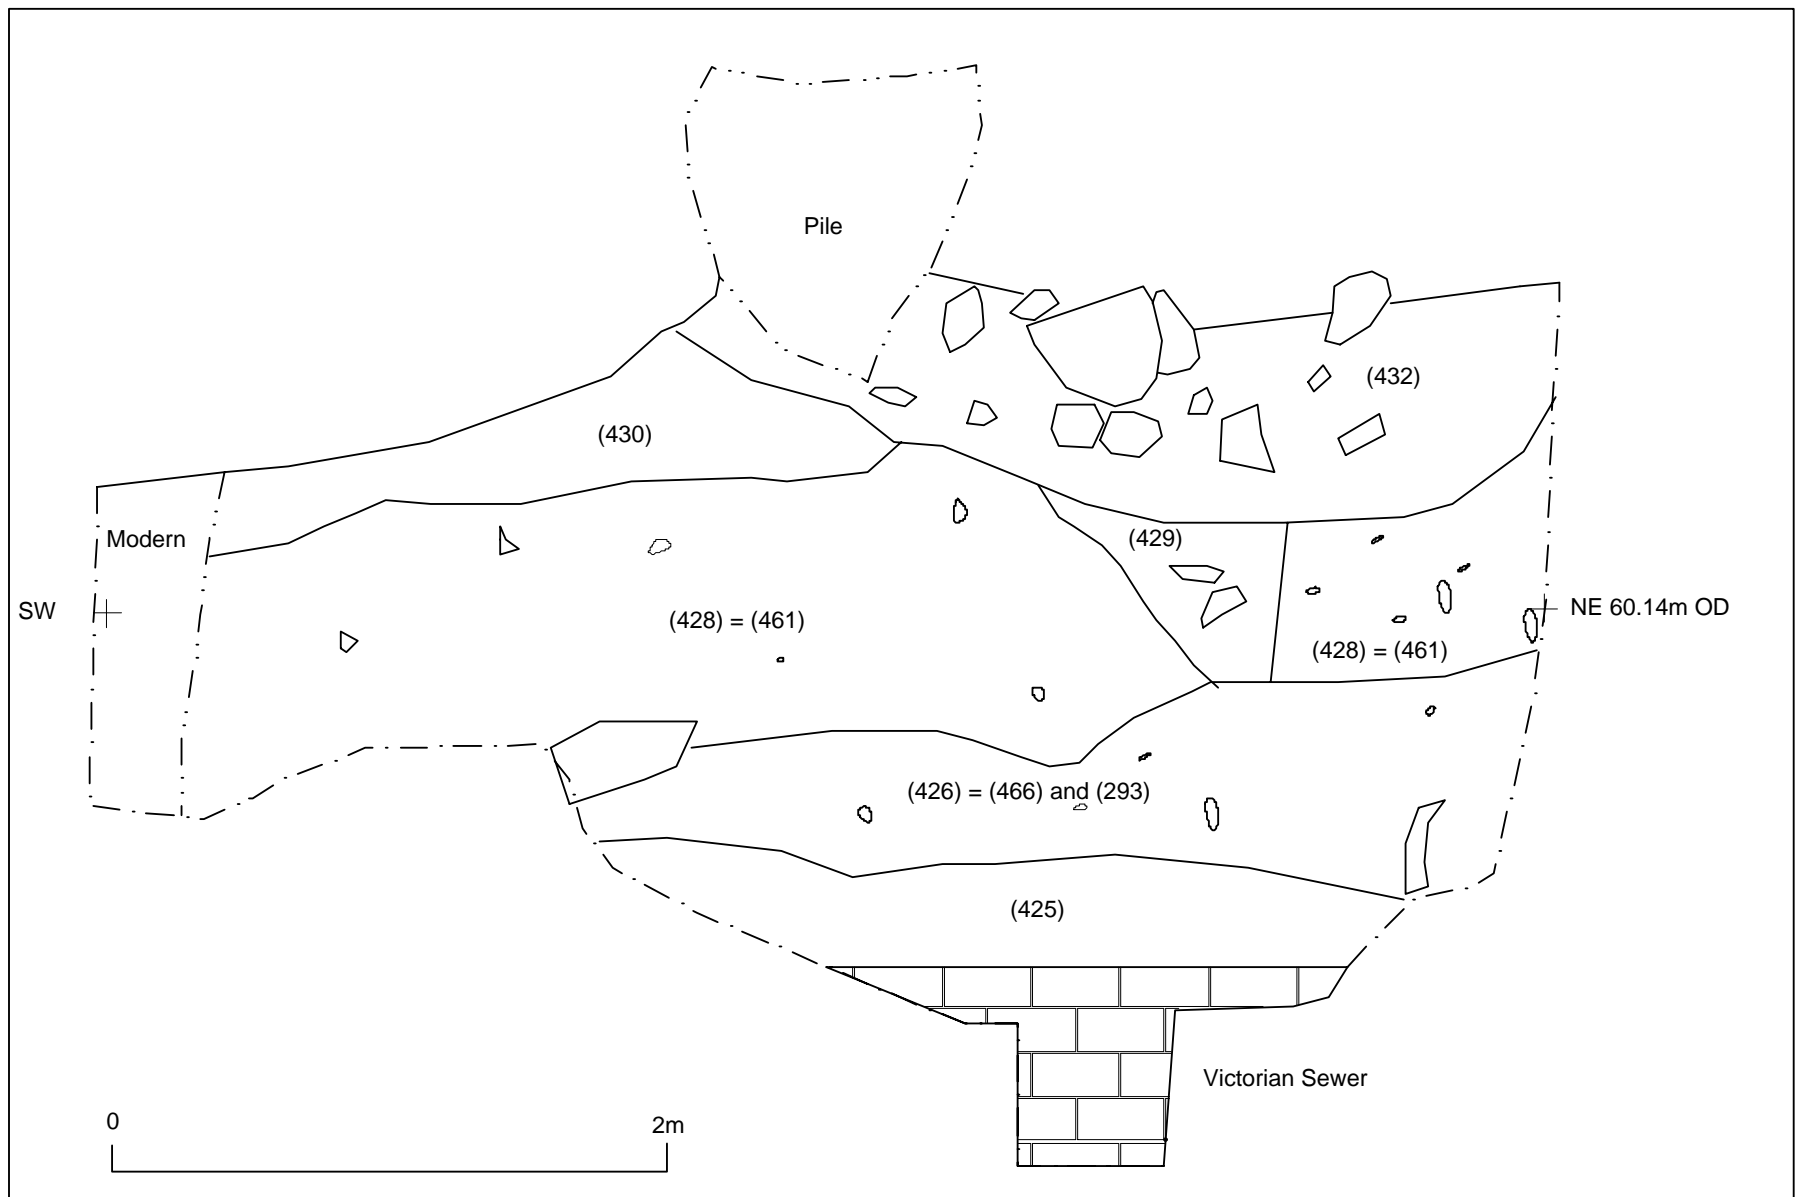 Pile
(432)
(430)
Modern
(429)
SW
NE 60.14m OD
(428) = (461)
(428) = (461)
(426) = (466) and (293)
(425)
Victorian Sewer
0
2m